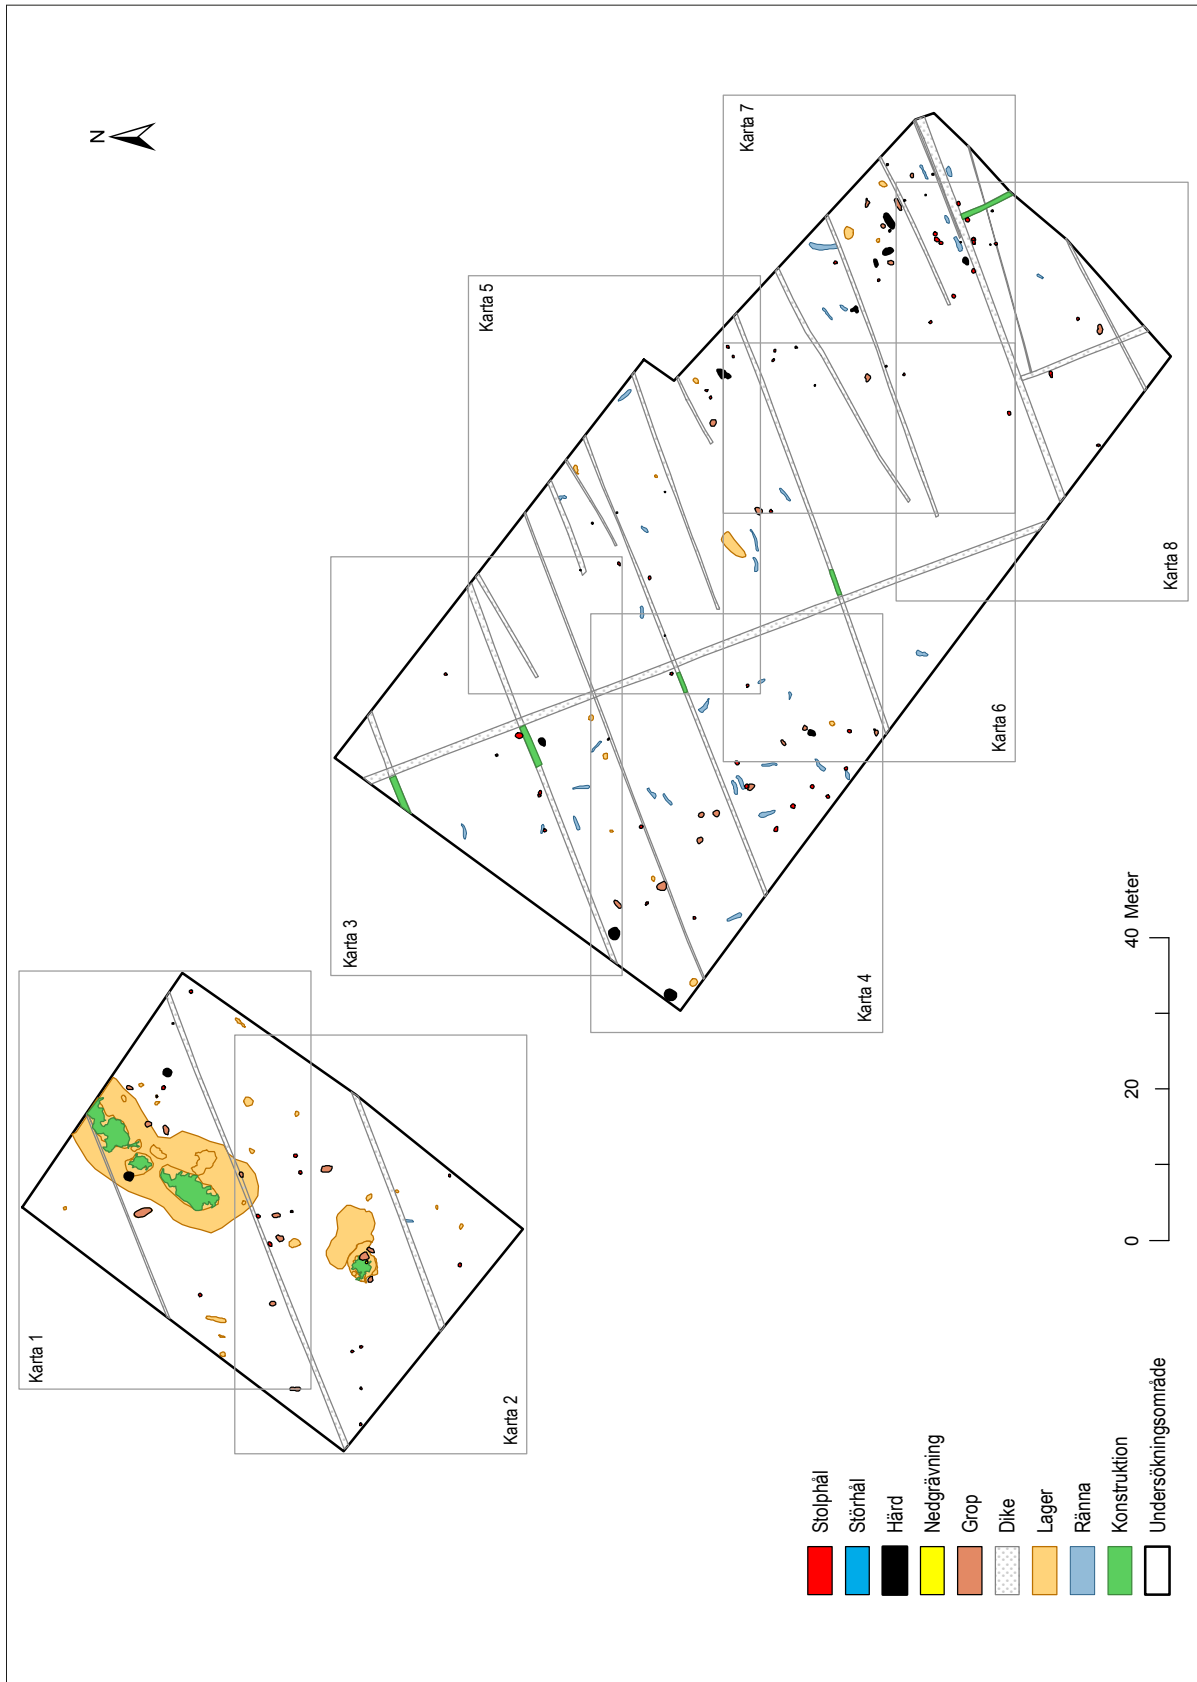 N
Karta 1
Karta 2
Karta 3
Karta 4
Karta 5
Karta 6
Karta 7
Karta 8
Stolphål
Störhål
Härd
Nedgrävning
Grop
Dike
Lager
Ränna
Konstruktion
Undersökningsområde
0 20 40 Meter